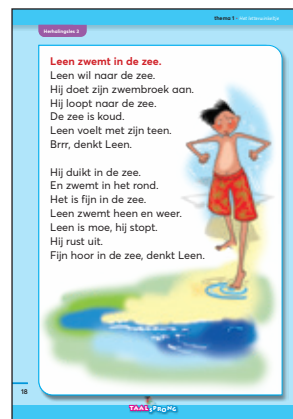 thema 1 - Het letterwinkeltje
Herhalingsles 2
Leen zwemt in de zee.
Leen wil naar de zee.
Hij doet zijn zwembroek aan.
Hij loopt naar de zee.
De zee is koud.
Leen voelt met zijn teen.
Brrr, denkt Leen.
Hij duikt in de zee.
En zwemt in het rond.
Het is fijn in de zee.
Leen zwemt heen en weer.
Leen is moe, hij stopt.
Hij rust uit.
Fijn hoor in de zee, denkt Leen.
18
TAALSPRONG